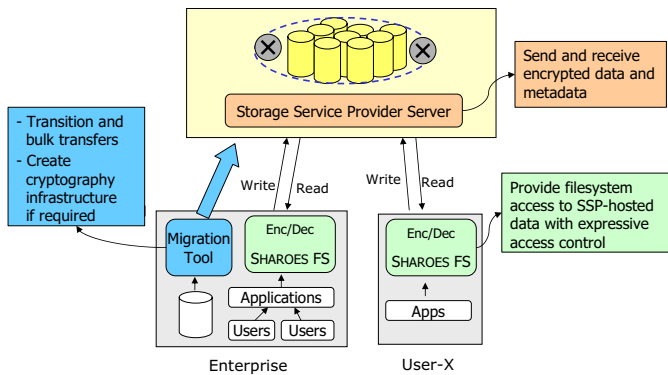 Storage Service Provider Server
Send and receive
encrypted data and
metadata
- Transition and
bulk transfers
- Create
cryptography
infrastructure
if required
Write
Read
Write
Read
Provide filesystem
access to SSP-hosted
data with expressive
access control
Migration
Tool
Enc/Dec
SHAROES FS
Applications
Users
Users
Enc/Dec
SHAROES FS
Apps
Enterprise
User-X